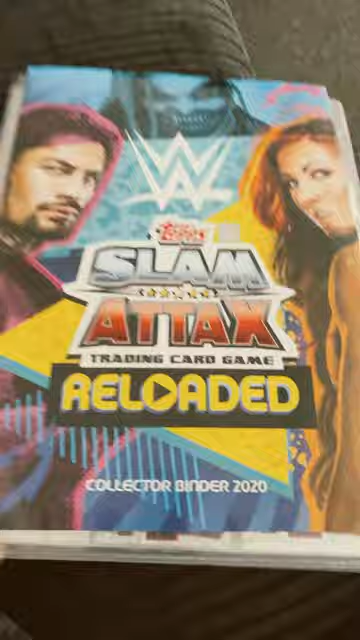 W
Topps
SLAM
ATTAX
TRADING CARD GAME
RELOADED
COLLECTOR BINDER 2020